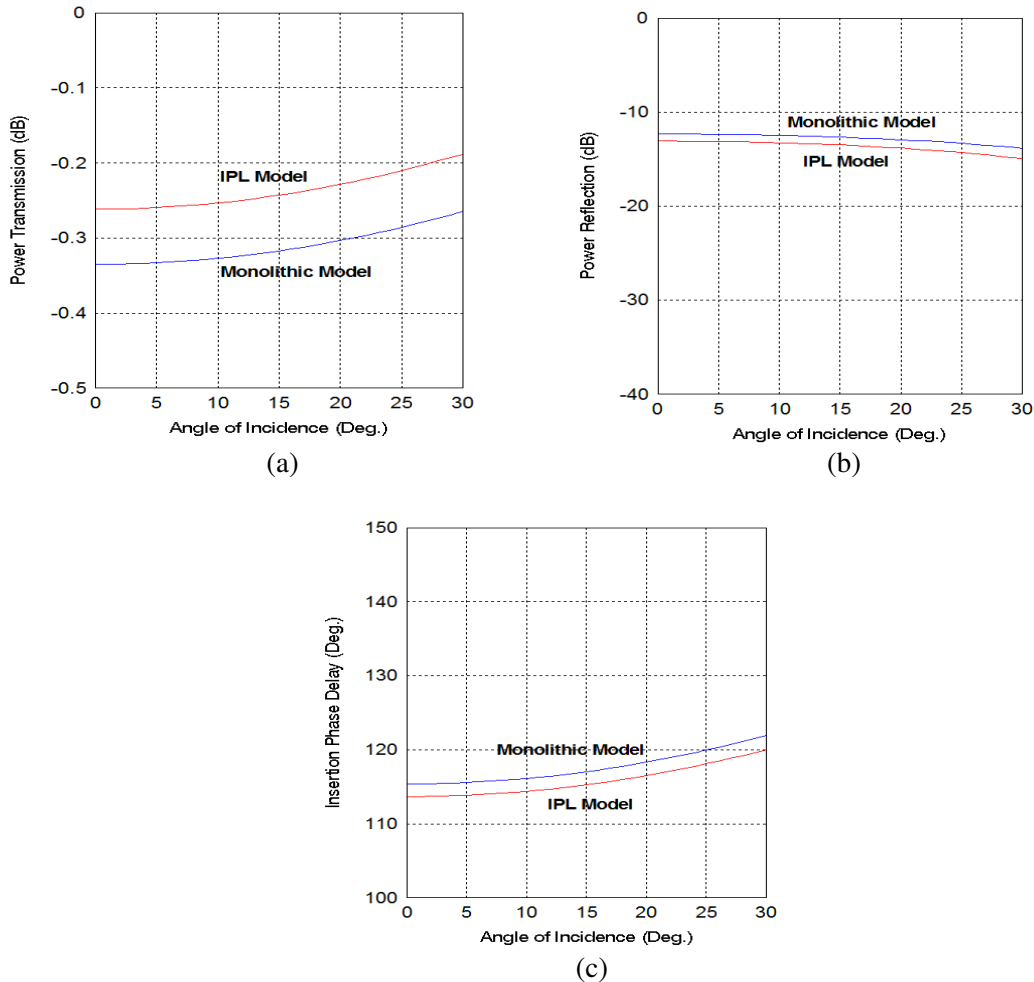 0
-0.1
-0.2
-0.3
-0.4
-0.5
Power Transmission (dB)
IPL Model
Monolithic Model
0 5 10 15 20 25 30
Angle of Incidence (Deg.)
(a)
0
-10
-20
-30
-40
Power Reflection (dB)
Monolithic Model
IPL Model
0 5 10 15 20 25 30
Angle of Incidence (Deg.)
(b)
150
140
130
120
110
100
Insertion Phase Delay (Deg.)
Monolithic Model
IPL Model
0 5 10 15 20 25 30
Angle of Incidence (Deg.)
(c)